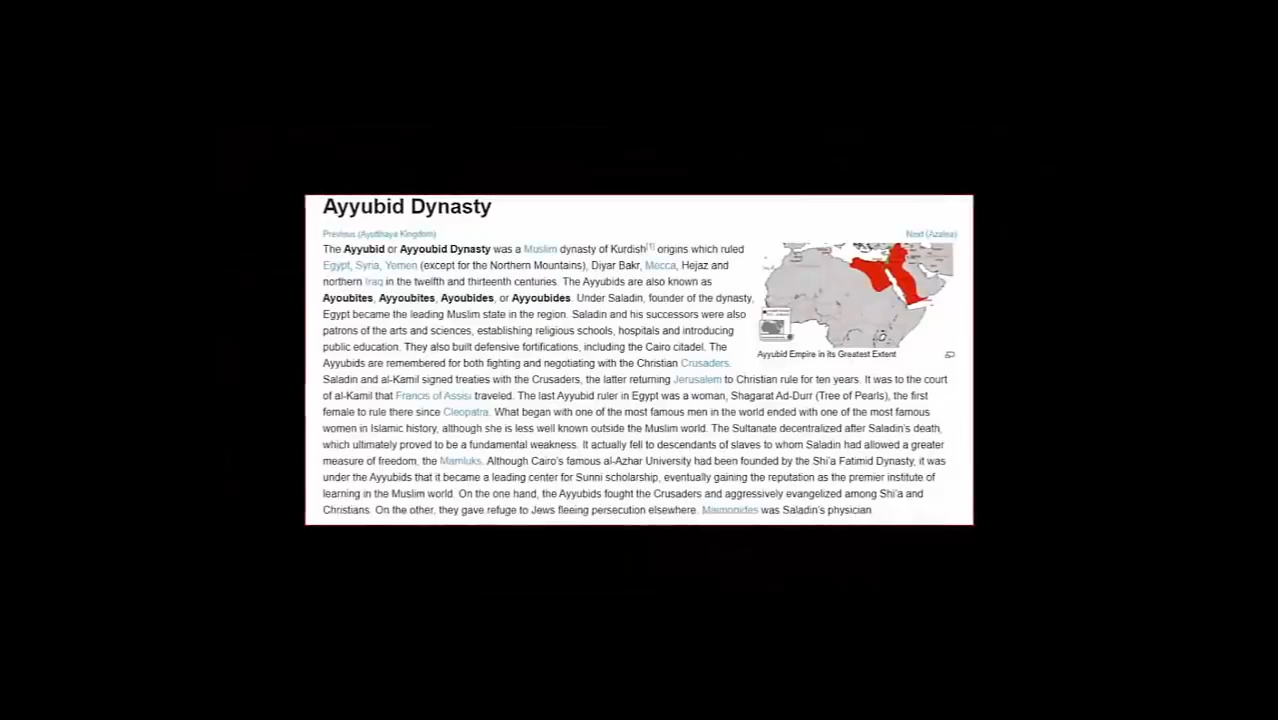 Ayyubid Dynasty
Previous (Ayutthaya Kingdom)
Next (Azalea)
The Ayyubid or Ayyoubid Dynasty was a Muslim dynasty of Kurdish[1] origins which ruled
Egypt, Syria, Yemen (except for the Northern Mountains), Diyar Bakr, Mecca, Hejaz and
northern Iraq in the twelfth and thirteenth centuries. The Ayyubids are also known as
Ayoubites, Ayyoubites, Ayoubides, or Ayyoubides. Under Saladin, founder of the dynasty,
Egypt became the leading Muslim state in the region. Saladin and his successors were also
patrons of the arts and sciences, establishing religious schools, hospitals and introducing
public education. They also built defensive fortifications, including the Cairo citadel. The
Ayyubids are remembered for both fighting and negotiating with the Christian Crusaders.
Ayyubid Empire in its Greatest Extent
Saladin and al-Kamil signed treaties with the Crusaders, the latter returning Jerusalem to Christian rule for ten years. It was to the court
of al-Kamil that Francis of Assisi traveled. The last Ayyubid ruler in Egypt was a woman, Shagarat Ad-Durr (Tree of Pearls), the first
female to rule there since Cleopatra. What began with one of the most famous men in the world ended with one of the most famous
women in Islamic history, although she is less well known outside the Muslim world. The Sultanate decentralized after Saladin's death,
which ultimately proved to be a fundamental weakness. It actually fell to descendants of slaves to whom Saladin had allowed a greater
measure of freedom, the Mamluks. Although Cairo's famous al-Azhar University had been founded by the Shi'a Fatimid Dynasty, it was
under the Ayyubids that it became a leading center for Sunni scholarship, eventually gaining the reputation as the premier institute of
learning in the Muslim world. On the one hand, the Ayyubids fought the Crusaders and aggressively evangelized among Shi'a and
Christians. On the other, they gave refuge to Jews fleeing persecution elsewhere. Maimonides was Saladin's physician